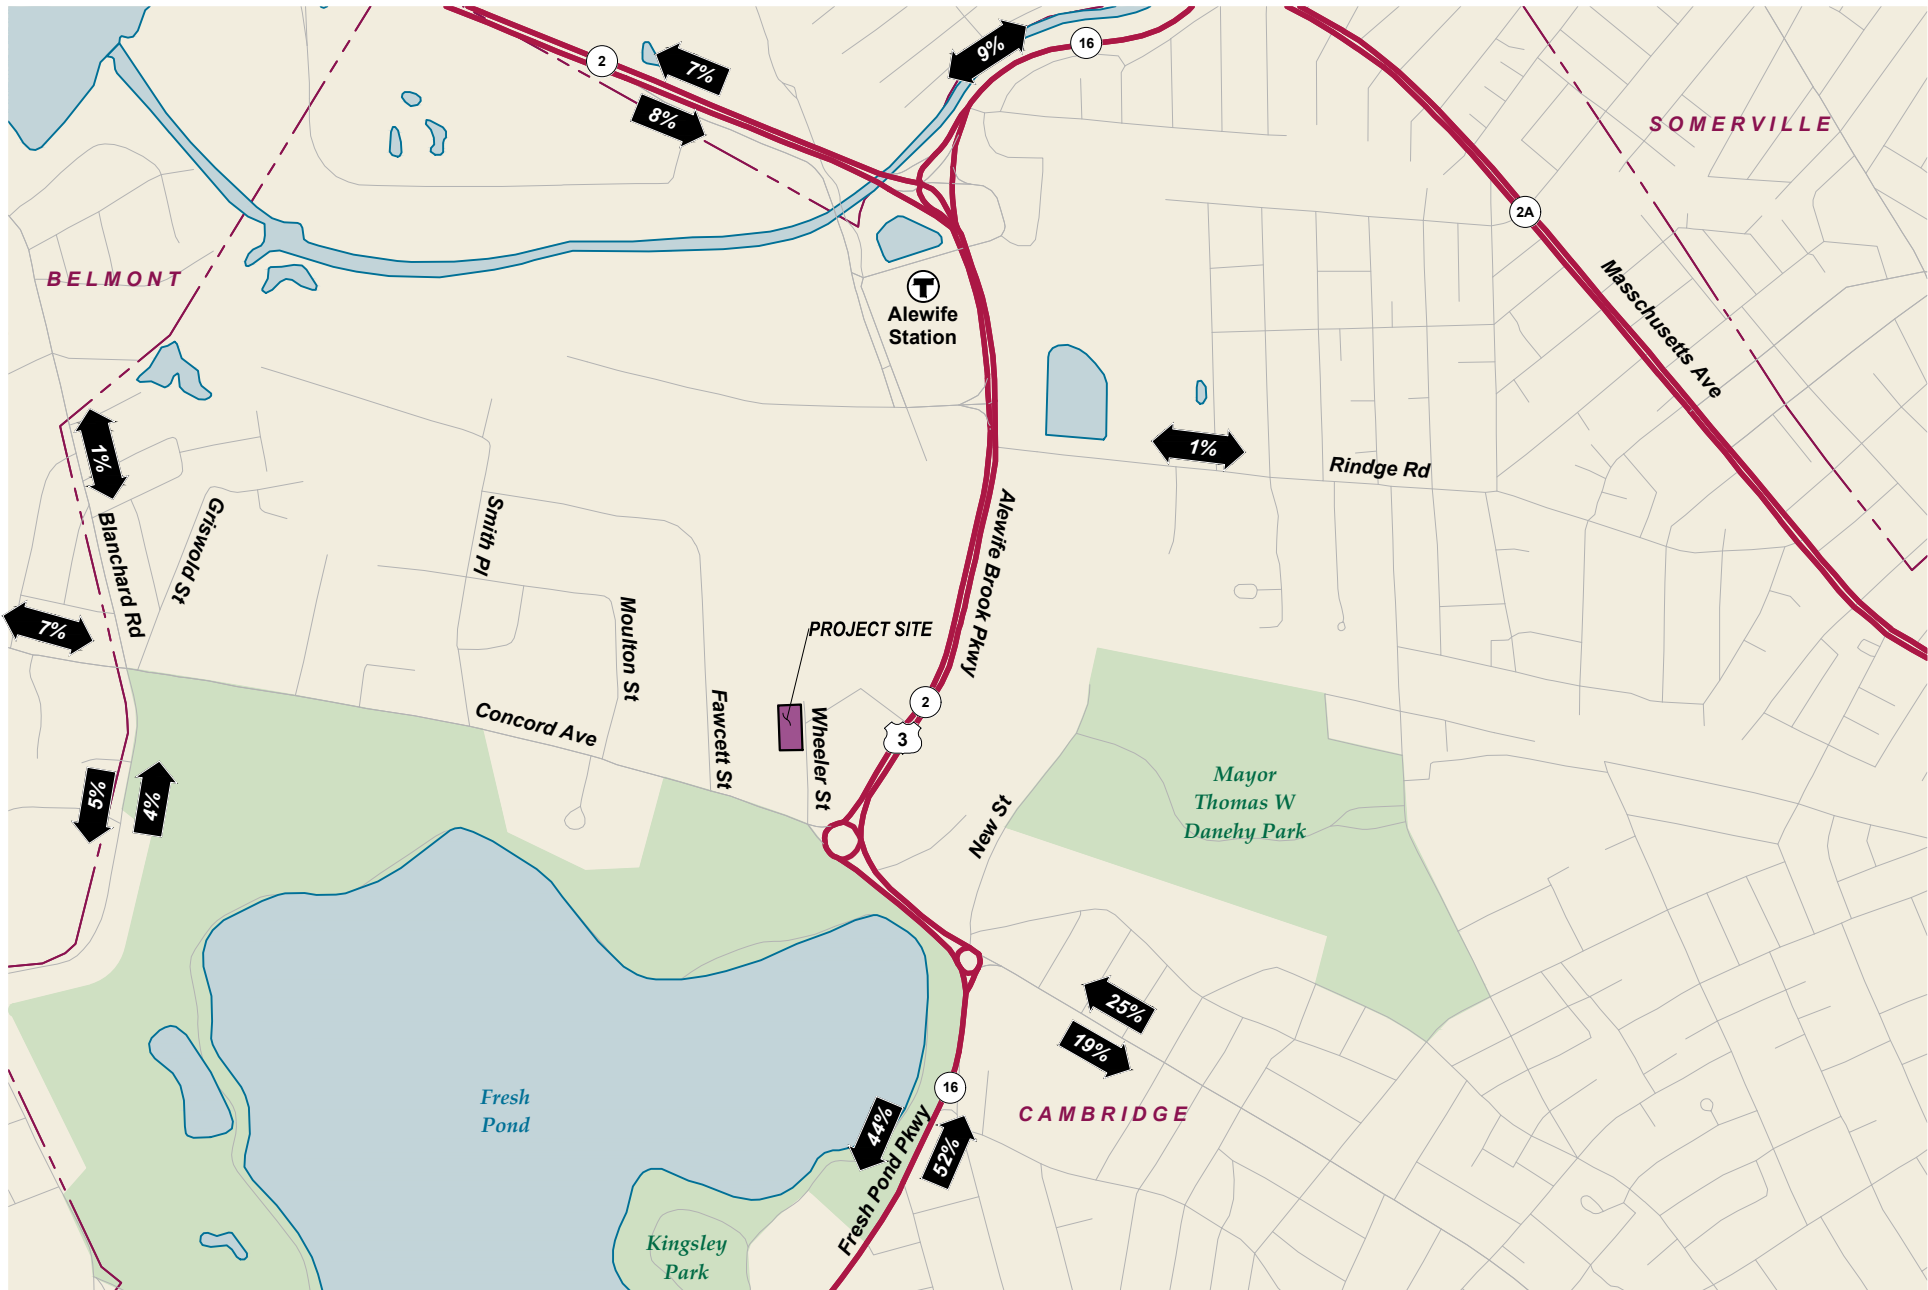 9%
16
2
7%
8%
SOMERVILLE
2A
BELMONT
T
Alewife
Station
Masschusetts Ave
1%
1%
Rindge Rd
Blanchard Rd
Griswold St
Smith Pl
Alewife Brook Pkwy
7%
Moulton St
PROJECT SITE
Fawcett St
Wheeler St
2
3
Concord Ave
5%
4%
New St
Mayor
Thomas W
Danehy Park
25%
19%
Fresh
Pond
16
CAMBRIDGE
44%
52%
Fresh Pond Pkwy
Kingsley
Park